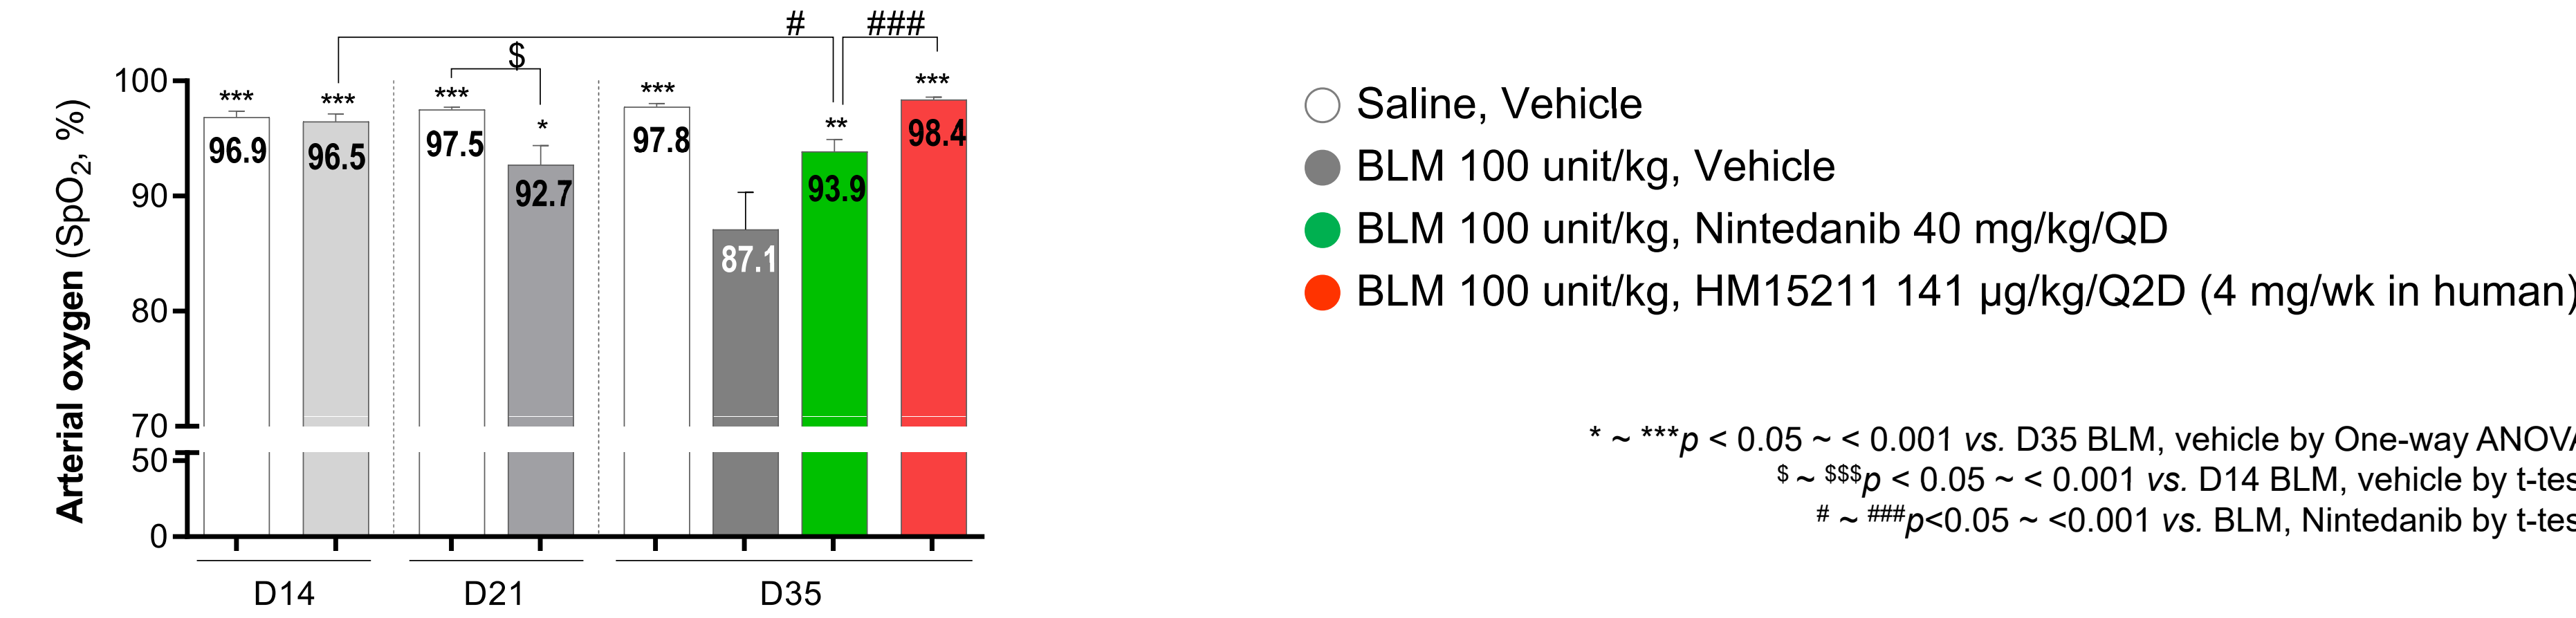 # ###
$
100
*** *** *** * *** ** ***
96.9 96.5 97.5 92.7 97.8 87.1 93.9 98.4
90
80
70
50
0
Arterial oxygen (SpO2, %)
D14 D21 D35
Saline, Vehicle
BLM 100 unit/kg, Vehicle
BLM 100 unit/kg, Nintedanib 40 mg/kg/QD
BLM 100 unit/kg, HM15211 141 µg/kg/Q2D (4 mg/wk in human)
* ~ ***p < 0.05 ~ < 0.001 vs. D35 BLM, vehicle by One-way ANOVA
$ ~ $$$p < 0.05 ~ < 0.001 vs. D14 BLM, vehicle by t-tes
# ~ ###p<0.05 ~ <0.001 vs. BLM, Nintedanib by t-tes